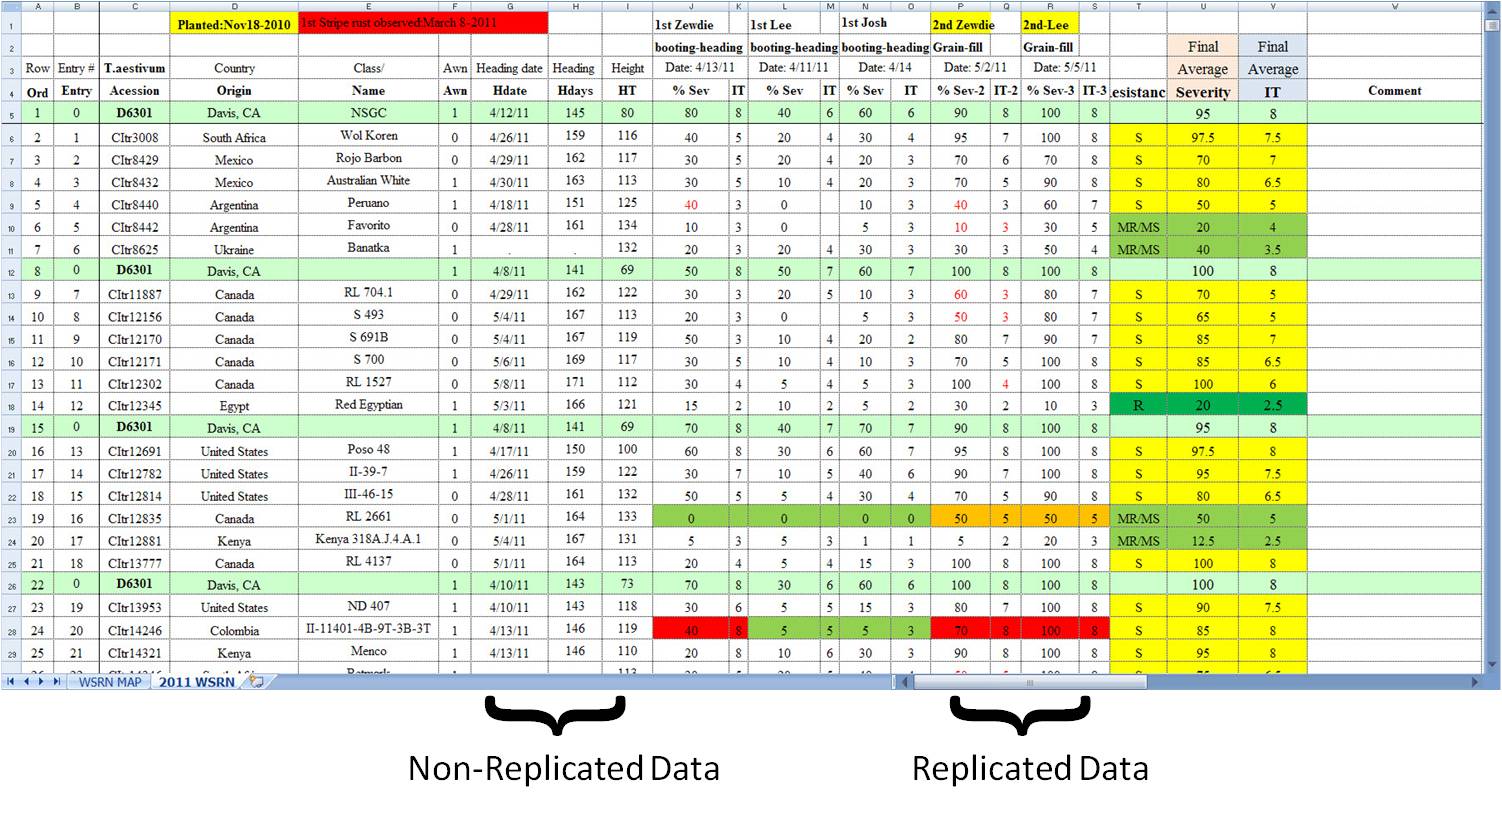 A B C D E F G H I J K L M N O P Q R S T U V W
1 Planted:Nov18-2010 1st Stripe rust observed:March 8-2011 1st Zewdie 1st Lee 1st Josh 2nd Zewdie 2nd-Lee
2 booting-heading booting-heading booting-heading Grain-fill Grain-fill Final Final
3 Row Entry # T.aestivum Country Class/ Awn Heading date Heading Height Date: 4/13/11 Date: 4/11/11 Date: 4/14 Date: 5/2/11 Date: 5/5/11 Average Average
4 Ord Entry Acession Origin Name Awn Hdate Hdays HT % Sev IT % Sev IT % Sev IT % Sev-2 IT-2 % Sev-3 IT-3 esistanc Severity IT Comment
5 1 0 D6301 Davis, CA NSGC 1 4/12/11 145 80 80 8 40 6 60 6 90 8 100 8 95 8
6 2 1 CItr3008 South Africa Wol Koren 0 4/26/11 159 116 40 5 20 4 30 4 95 7 100 8 S 97.5 7.5
7 3 2 CItr8429 Mexico Rojo Barbon 0 4/29/11 162 117 30 5 20 4 20 3 70 6 70 8 S 70 7
8 4 3 CItr8432 Mexico Australian White 1 4/30/11 163 113 30 5 10 4 20 3 70 5 90 8 S 80 6.5
9 5 4 CItr8440 Argentina Peruano 1 4/18/11 151 125 40 3 0 10 3 40 3 60 7 S 50 5
10 6 5 CItr8442 Argentina Favorito 0 4/28/11 161 134 10 3 0 5 3 10 3 30 5 MR/MS 20 4
11 7 6 CItr8625 Ukraine Banatka 1 . . 132 20 3 20 4 30 3 30 3 50 4 MR/MS 40 3.5
12 8 0 D6301 Davis, CA 1 4/8/11 141 69 50 8 50 7 60 7 100 8 100 8 100 8
13 9 7 CItr11887 Canada RL 704.1 0 4/29/11 162 122 30 3 20 5 10 3 60 3 80 7 S 70 5
14 10 8 CItr12156 Canada S 493 0 5/4/11 167 113 20 3 0 5 3 50 3 80 7 S 65 5
15 11 9 CItr12170 Canada S 691B 0 5/4/11 167 119 50 3 10 4 20 2 80 7 90 7 S 85 7
16 12 10 CItr12171 Canada S 700 0 5/6/11 169 117 30 5 10 4 10 3 70 5 100 8 S 85 6.5
17 13 11 CItr12302 Canada RL 1527 0 5/8/11 171 112 30 4 5 4 5 3 100 4 100 8 S 100 6
18 14 12 CItr12345 Egypt Red Egyptian 1 5/3/11 166 121 15 2 10 2 5 2 30 2 10 3 R 20 2.5
19 15 0 D6301 Davis, CA 1 4/8/11 141 69 70 8 40 7 70 7 90 8 100 8 95 8
20 16 13 CItr12691 United States Poso 48 1 4/17/11 150 100 60 8 30 6 60 7 95 8 100 8 S 97.5 8
21 17 14 CItr12782 United States II-39-7 1 4/26/11 159 122 30 7 10 5 40 6 90 7 100 8 S 95 7.5
22 18 15 CItr12814 United States III-46-15 0 4/28/11 161 132 50 5 5 4 30 4 70 5 90 8 S 80 6.5
23 19 16 CItr12835 Canada RL 2661 0 5/1/11 164 133 0 0 0 0 50 5 50 5 MR/MS 50 5
24 20 17 CItr12881 Kenya Kenya 318A.J.4.A.1 0 5/4/11 167 131 5 3 5 3 1 1 5 2 20 3 MR/MS 12.5 2.5
25 21 18 CItr13777 Canada RL 4137 0 5/1/11 164 113 20 4 5 4 15 3 100 8 100 8 S 100 8
26 22 0 D6301 Davis, CA 1 4/10/11 143 73 70 8 30 6 60 6 100 8 100 8 100 8
27 23 19 CItr13953 United States ND 407 1 4/10/11 143 118 30 6 5 5 15 3 80 7 100 8 S 90 7.5
28 24 20 CItr14246 Colombia II-11401-4B-9T-3B-3T 1 4/13/11 146 119 40 8 5 5 5 3 70 8 100 8 S 85 8
29 25 21 CItr14321 Kenya Menco 1 4/13/11 146 110 20 8 10 6 30 3 90 8 100 8 S 95 8
WSRN MAP 2011 WSRN
Non-Replicated Data Replicated Data